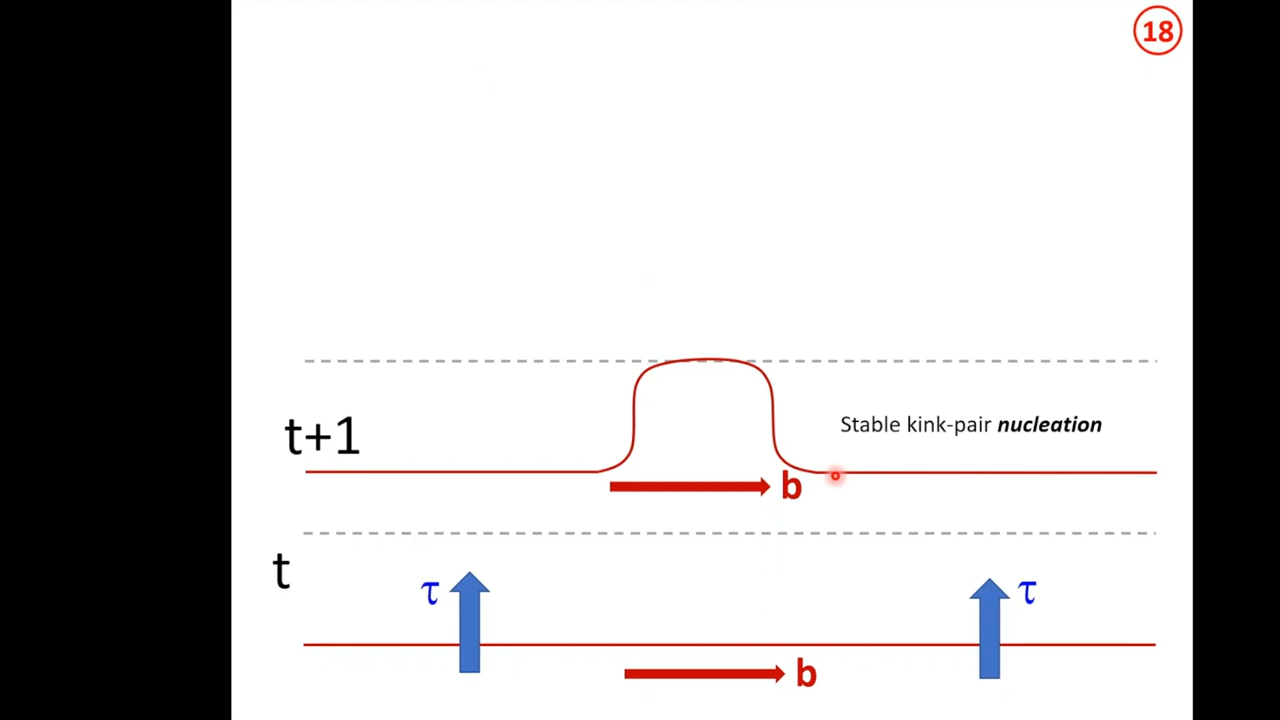 18
Stable kink-pair nucleation
t+1
b
t
τ
τ
b